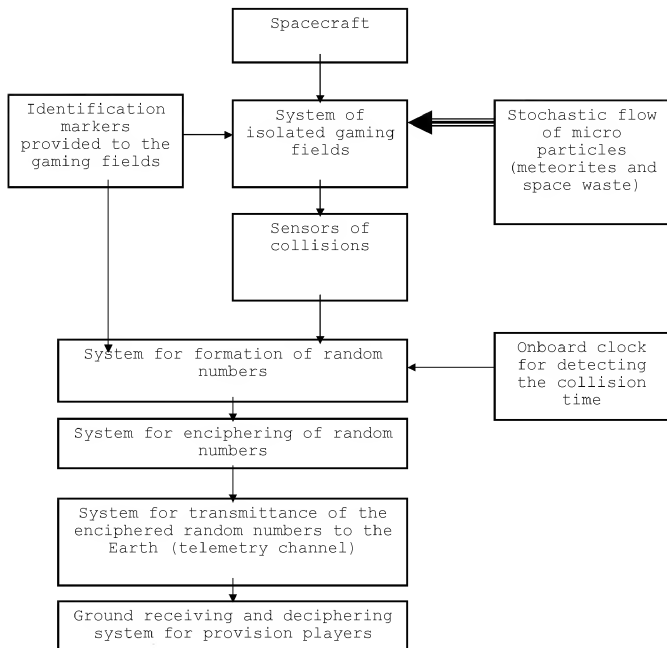 Spacecraft
Identification
markers
provided to the
gaming fields
System of
isolated gaming
fields
Stochastic flow
of micro
particles
(meteorites and
space waste)
Sensors of
collisions
System for formation of random
numbers
Onboard clock
for detecting
the collision
time
System for enciphering of random
numbers
System for transmittance of the
enciphered random numbers to the
Earth (telemetry channel)
Ground receiving and deciphering
system for provision players